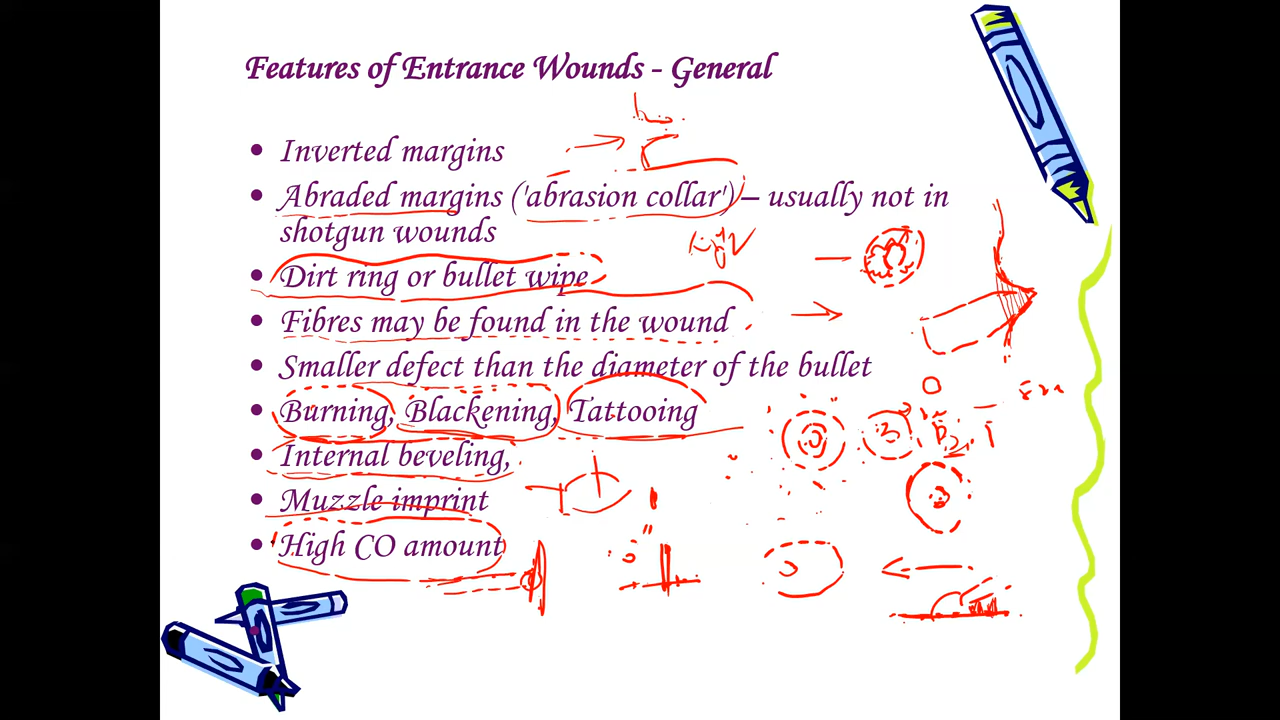 Features of Entrance Wounds - General
• Inverted margins
• Abraded margins ('abrasion collar') – usually not in
shotgun wounds
• Dirt ring or bullet wipe
• Fibres may be found in the wound
• Smaller defect than the diameter of the bullet
• Burning, Blackening, Tattooing
• Internal beveling,
• Muzzle imprint
• High CO amount